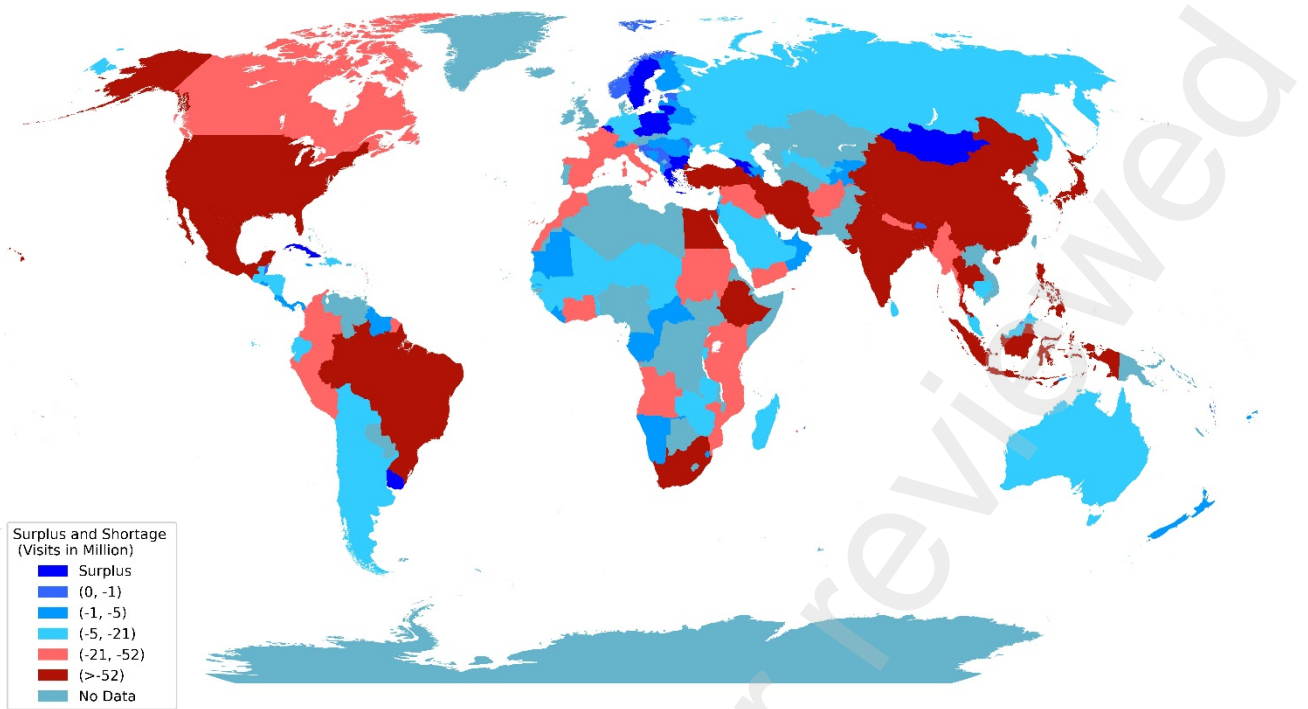 Surplus and Shortage
(Visits in Million)
Surplus
(0, -1)
(-1, -5)
(-5, -21)
(-21, -52)
(>-52)
No Data
r reviewed